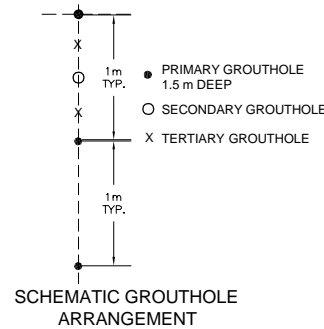 1m
TYP.
PRIMARY GROUTHOLE
1.5 m DEEP
SECONDARY GROUTHOLE
X TERTIARY GROUTHOLE
X
X
1m
TYP.
SCHEMATIC GROUTHOLE
ARRANGEMENT